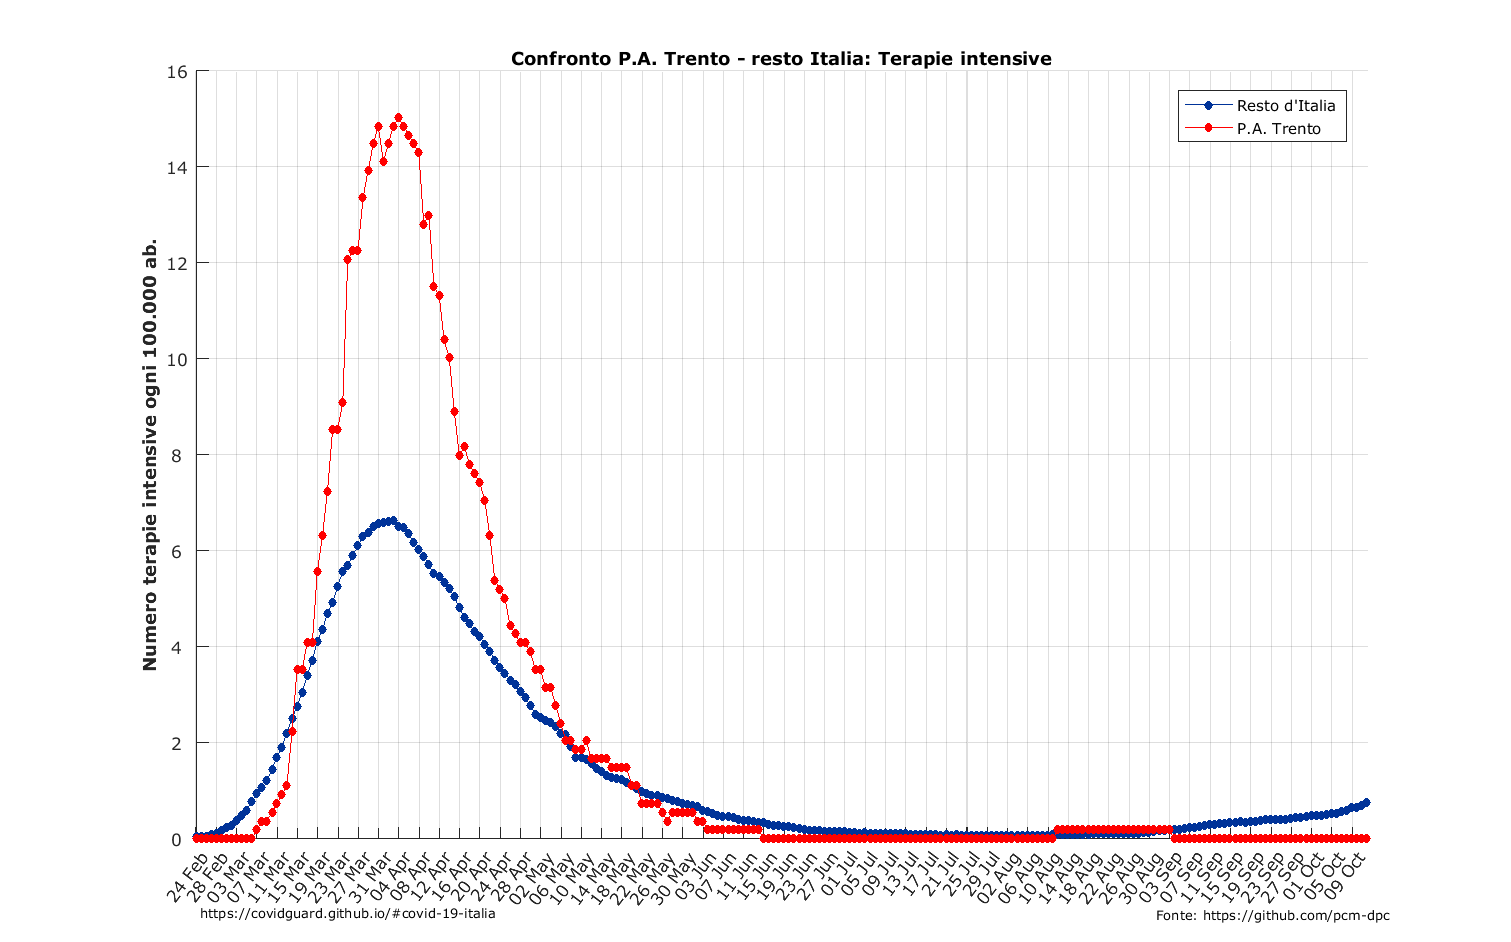 Confronto P.A. Trento - resto Italia: Terapie intensive
Numero terapie intensive ogni 100.000 ab.
16
14
12
10
8
6
4
2
0
Resto d'Italia
P.A. Trento
24 Feb
28 Feb
03 Mar
07 Mar
11 Mar
15 Mar
19 Mar
23 Mar
27 Mar
31 Mar
04 Apr
08 Apr
12 Apr
16 Apr
20 Apr
24 Apr
28 Apr
02 May
06 May
10 May
14 May
18 May
22 May
26 May
30 May
03 Jun
07 Jun
11 Jun
15 Jun
19 Jun
23 Jun
27 Jun
01 Jul
05 Jul
09 Jul
13 Jul
17 Jul
21 Jul
25 Jul
29 Jul
02 Aug
06 Aug
10 Aug
14 Aug
18 Aug
22 Aug
26 Aug
30 Aug
03 Sep
07 Sep
11 Sep
15 Sep
19 Sep
23 Sep
27 Sep
01 Oct
05 Oct
09 Oct
https://covidguard.github.io/#covid-19-italia
Fonte: https://github.com/pcm-dpc